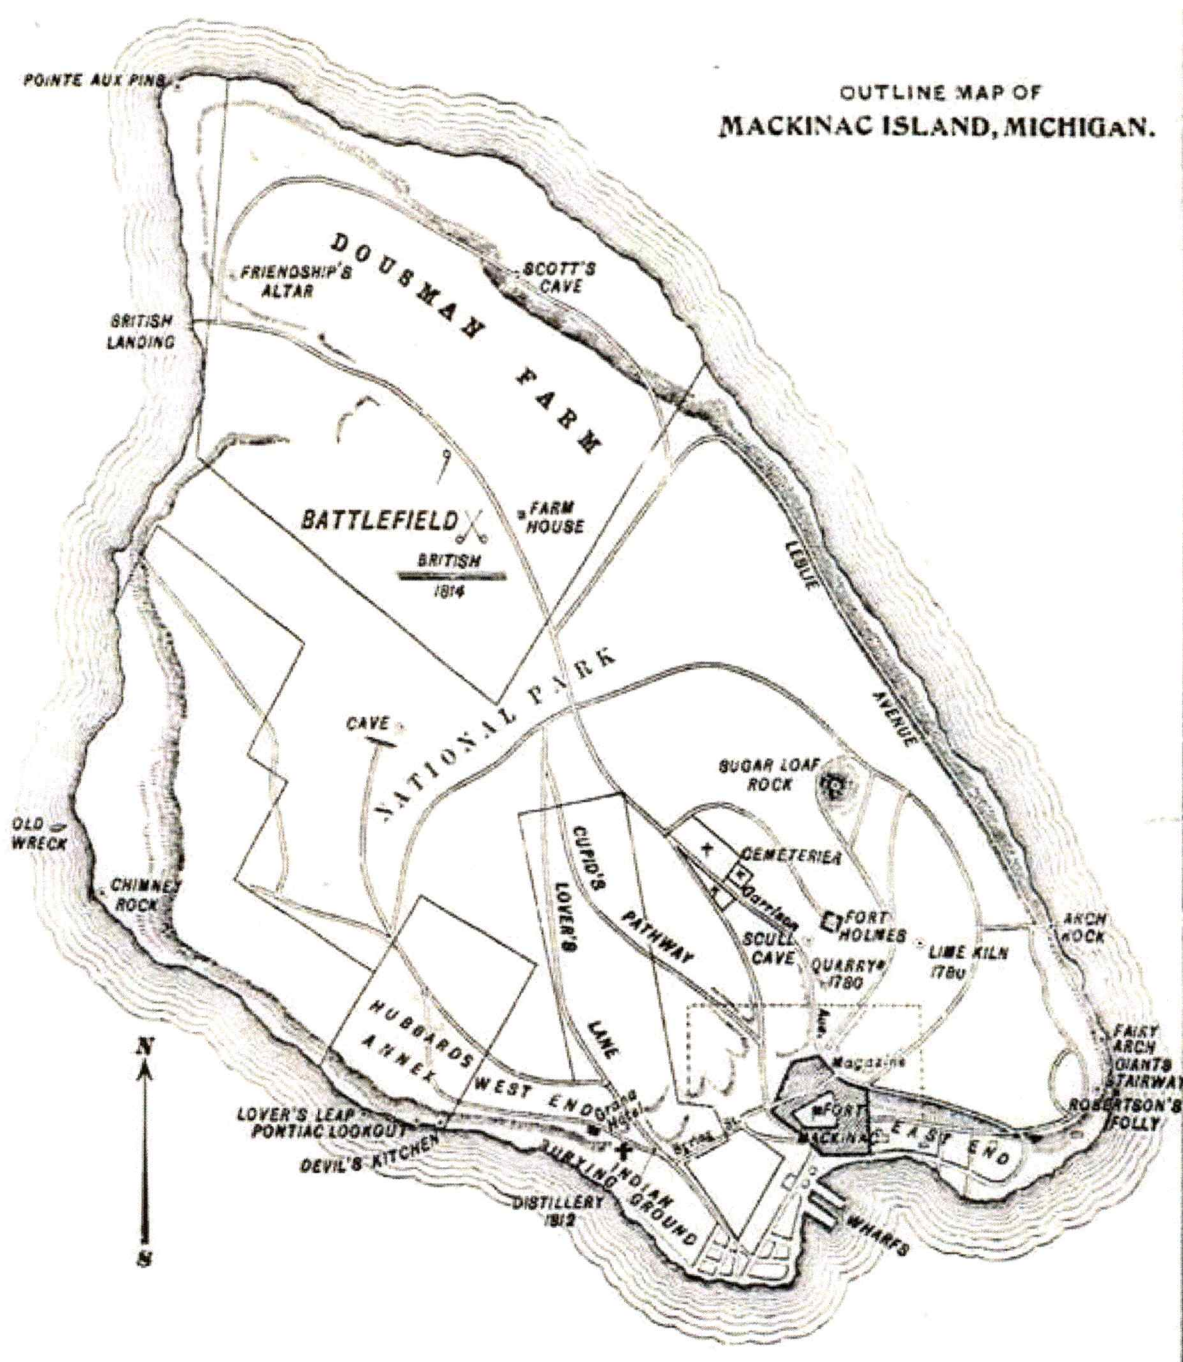 OUTLINE MAP OF
MACKINAC ISLAND, MICHIGAN.
POINTE AUX PINS
DOUSMAN FARM
SCOTT'S
CAVE
FRIENDSHIP'S
ALTAR
BRITISH
LANDING
FARM
HOUSE
BATTLEFIELD
BRITISH
1814
LESLIE
AVENUE
NATIONAL PARK
CAVE
SUGAR LOAF
ROCK
OLD
WRECK
CHIMNEY
ROCK
CUPID'S
PATHWAY
LOVER'S
LANE
CEMETERIES
Garrison
Ave.
FORT
HOLMES
SCULL
CAVE
QUARRY
1780
LIME KILN
1780
ARCH
ROCK
HUBBARDS
ANNEX
WEST END
Grand
Hotel
Magazine
FAIRY
ARCH
GIANTS
STAIRWAY
ROBERTSON'S
FOLLY
LOVER'S LEAP
PONTIAC LOOKOUT
DEVIL'S KITCHEN
FORT
MACKINAC
EAST END
Spring St.
INDIAN
BURYING GROUND
DISTILLERY
1812
WHARFS
N
S